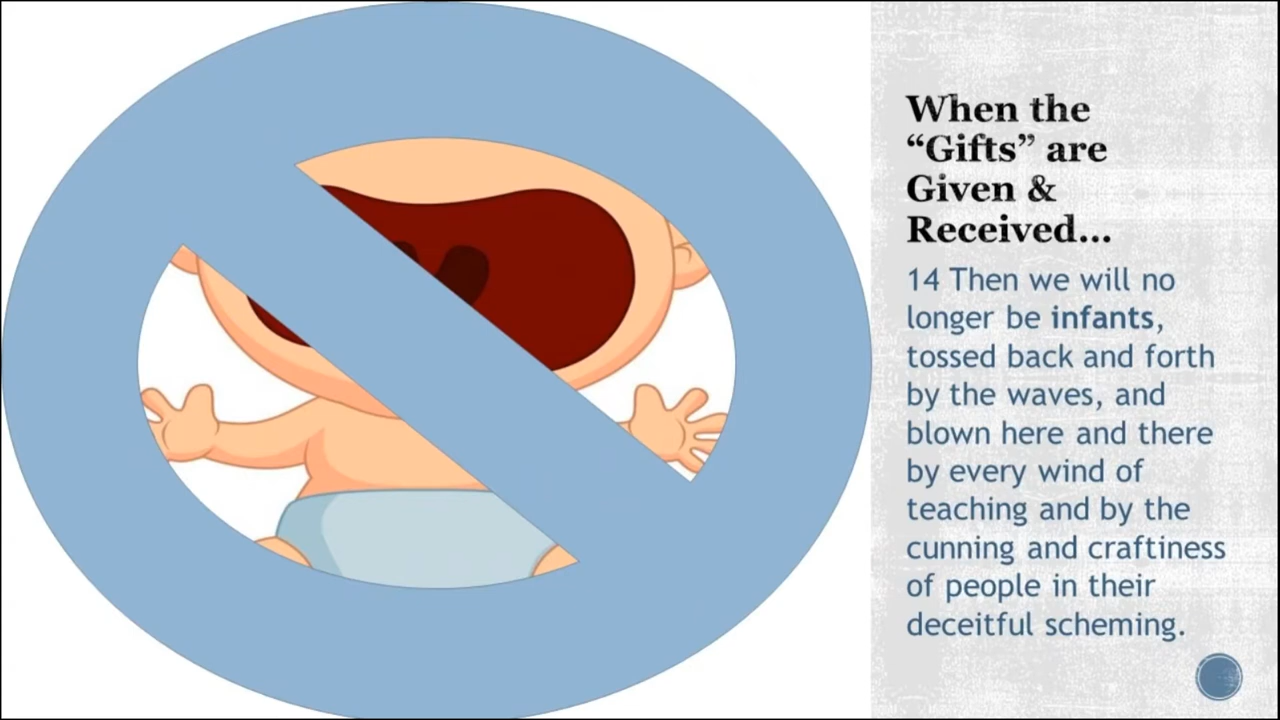 When the
“Gifts” are
Given &
Received...
14 Then we will no
longer be infants,
tossed back and forth
by the waves, and
blown here and there
by every wind of
teaching and by the
cunning and craftiness
of people in their
deceitful scheming.